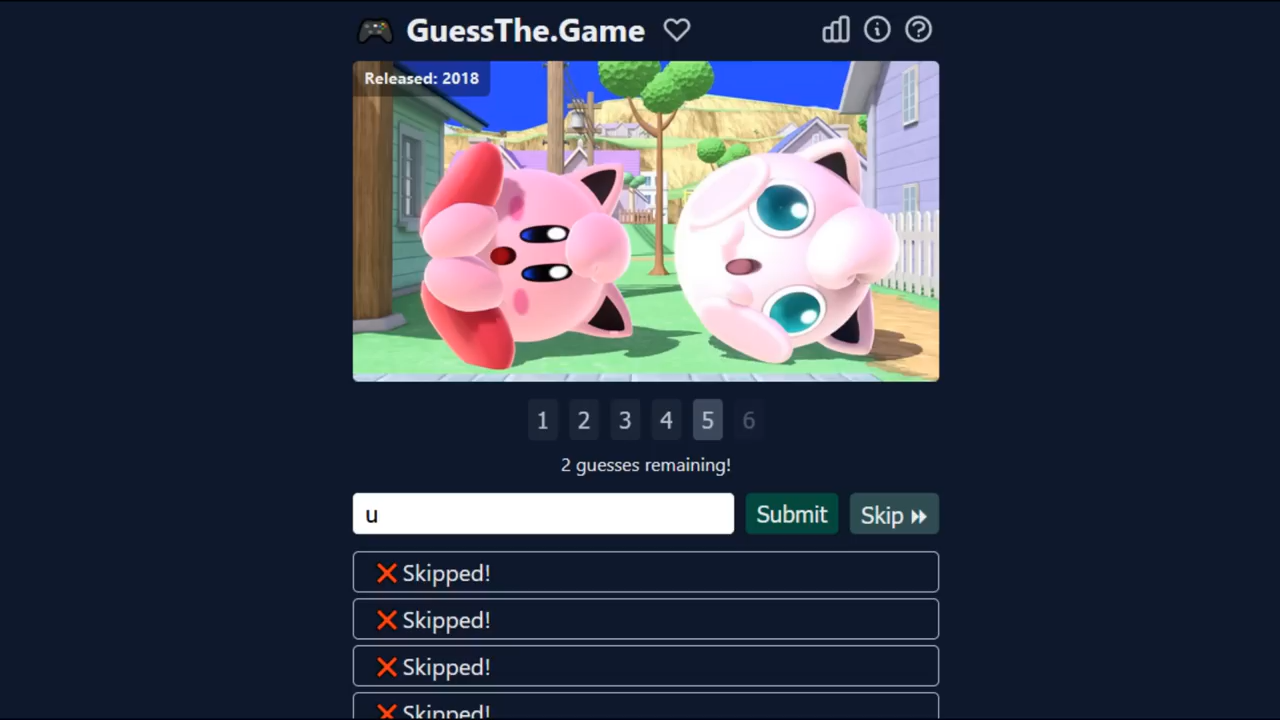 GuessThe.Game
Released: 2018
1 2 3 4 5 6
2 guesses remaining!
u Submit Skip
Skipped!
Skipped!
Skipped!
Skipped!